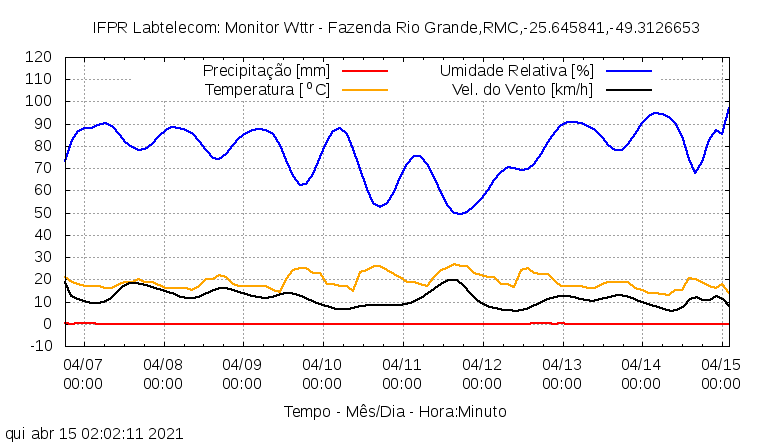 IFPR Labtelecom: Monitor Wttr - Fazenda Rio Grande,RMC,-25.645841,-49.3126653
Precipitação [mm]
Umidade Relativa [%]
Temperatura [⁰C]
Vel. do Vento [km/h]
120
110
100
90
80
70
60
50
40
30
20
10
0
-10
04/07 04/08 04/09 04/10 04/11 04/12 04/13 04/14 04/15
00:00 00:00 00:00 00:00 00:00 00:00 00:00 00:00 00:00
Tempo - Mês/Dia - Hora:Minuto
qui abr 15 02:02:11 2021